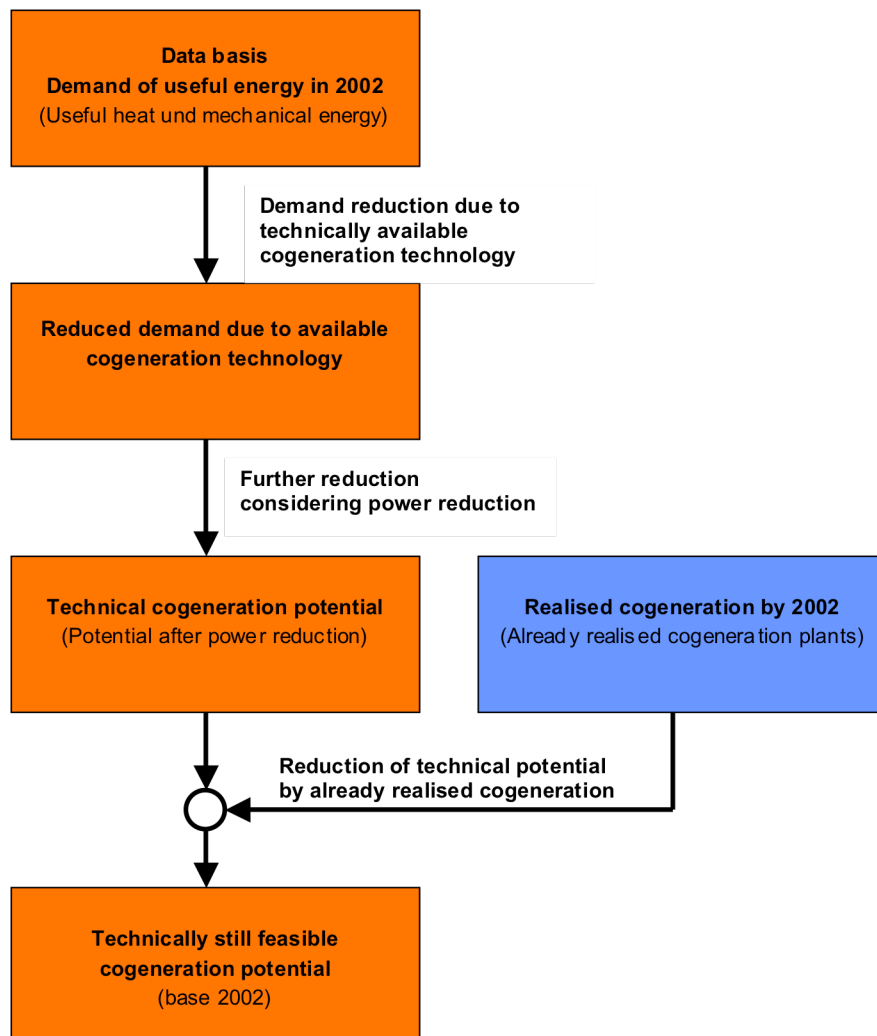 Data basis
Demand of useful energy in 2002
(Useful heat und mechanical energy)
Demand reduction due to
technically available
cogeneration technology
Reduced demand due to available
cogeneration technology
Further reduction
considering power reduction
Technical cogeneration potential
(Potential after power reduction)
Realised cogeneration by 2002
(Already realised cogeneration plants)
Reduction of technical potential
by already realised cogeneration
Technically still feasible
cogeneration potential
(base 2002)